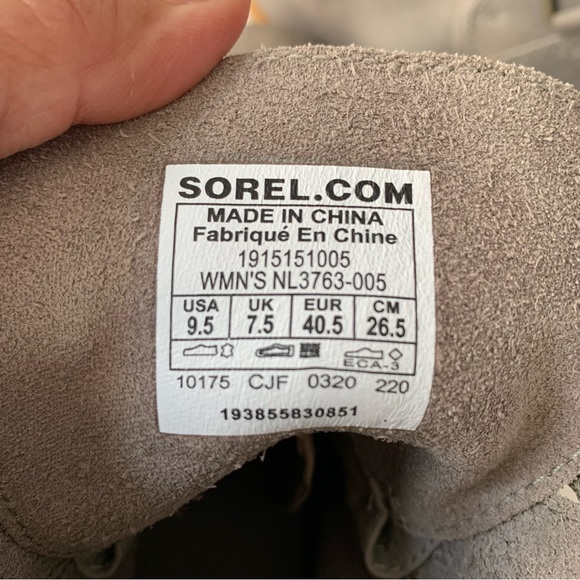 SOREL.COM
MADE IN CHINA
Fabriqué En Chine
1915151005
WMN'S NL3763-005
USA UK EUR CM
9.5 7.5 40.5 26.5
ECA-3
10175 CJF 0320 220
193855830851